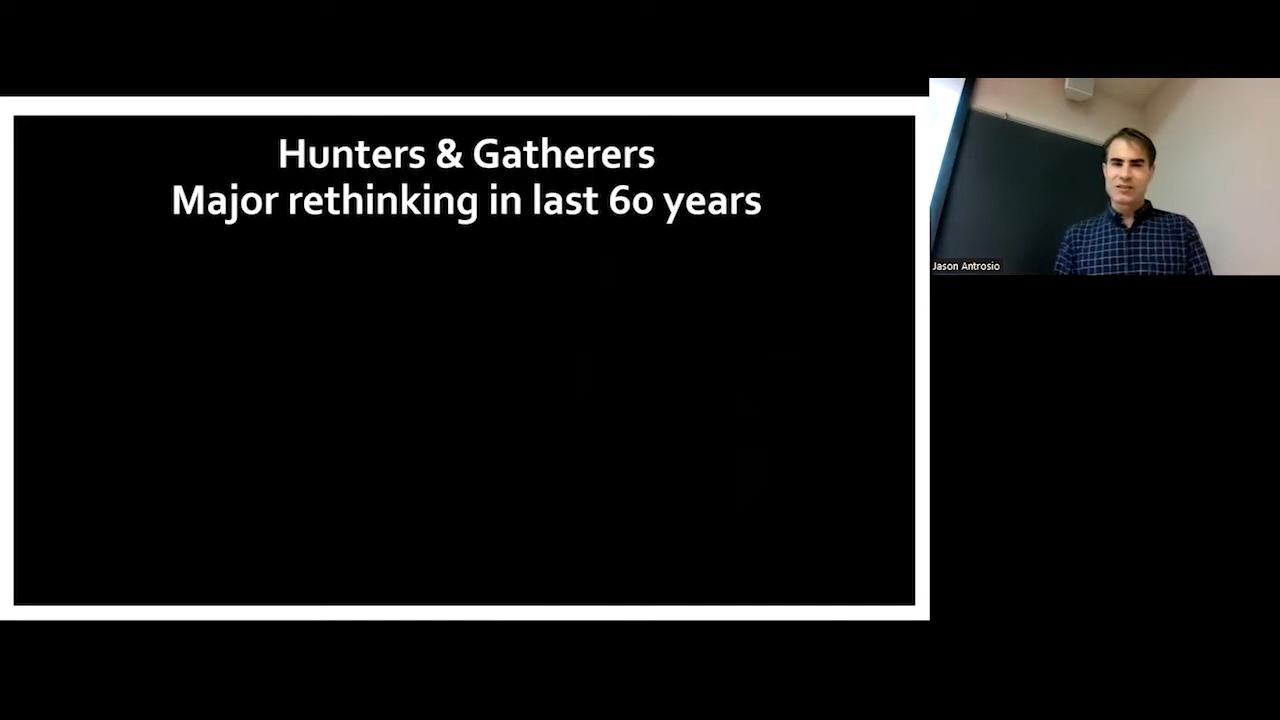 Hunters & Gatherers
Major rethinking in last 60 years
Jason Antrosio